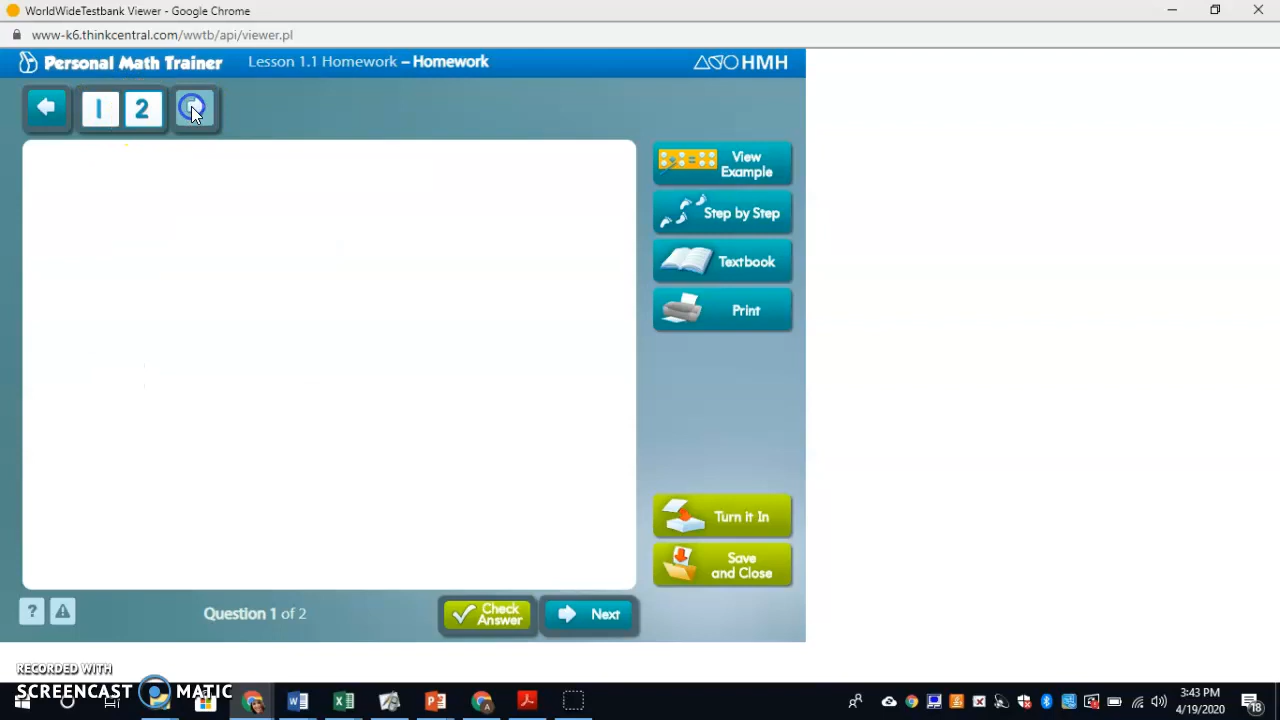 WorldWideTestbank Viewer - Google Chrome
www-k6.thinkcentral.com/wwtb/api/viewer.pl
Personal Math Trainer
Lesson 1.1 Homework – Homework
HMH
1
2
View
Example
Step by Step
Textbook
Print
Turn it In
Save
and Close
?
Question 1 of 2
Check
Answer
Next
RECORDED WITH
SCREENCAST MATIC
3:43 PM
4/19/2020
18